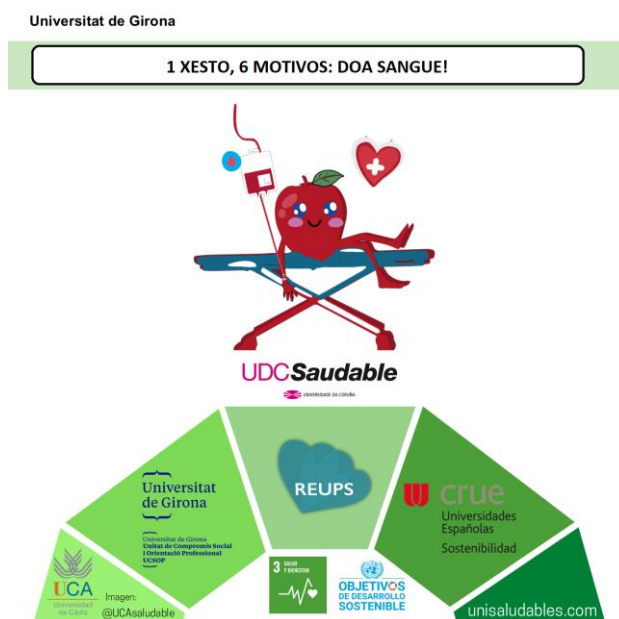 Universitat de Girona
1 XESTO, 6 MOTIVOS: DOA SANGUE!
UDCSaudable
UNIVERSIDADE DA CORUÑA
Universitat
de Girona
Universitat de Girona
Unitat de Compromís Social
i Orientació Professional
UCSOP
REUPS
crue
Universidades
Españolas
Sostenibilidad
UCA
Universidad
de Cádiz
Imagen:
@UCAsaludable
3 SALUD
Y BIENESTAR
OBJETIVOS
DE DESARROLLO
SOSTENIBLE
unisaludables.com